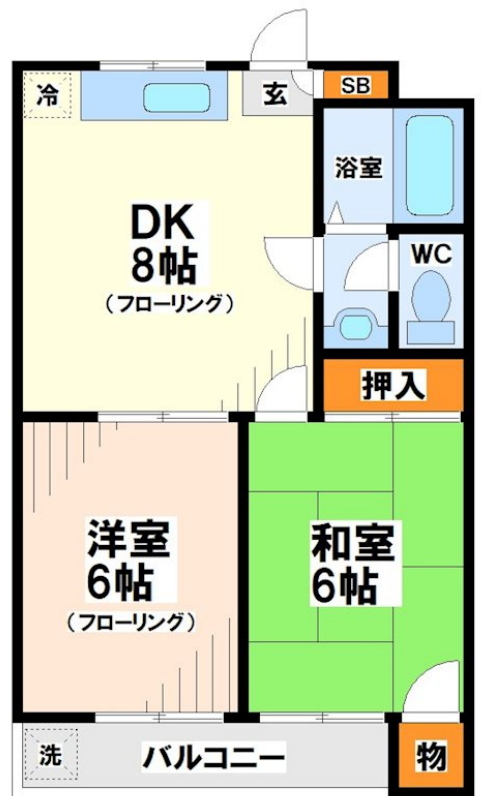 冷
玄
SB
浴室
DK
8帖
（フローリング）
WC
押入
洋室
6帖
（フローリング）
和室
6帖
洗
バルコニー
物